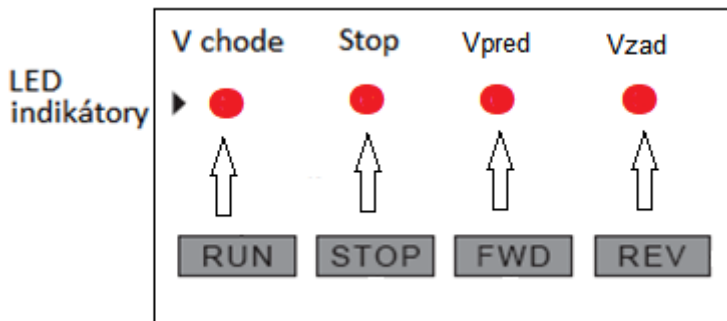 V chode Stop Vpred Vzad
LED
indikátory
RUN STOP FWD REV